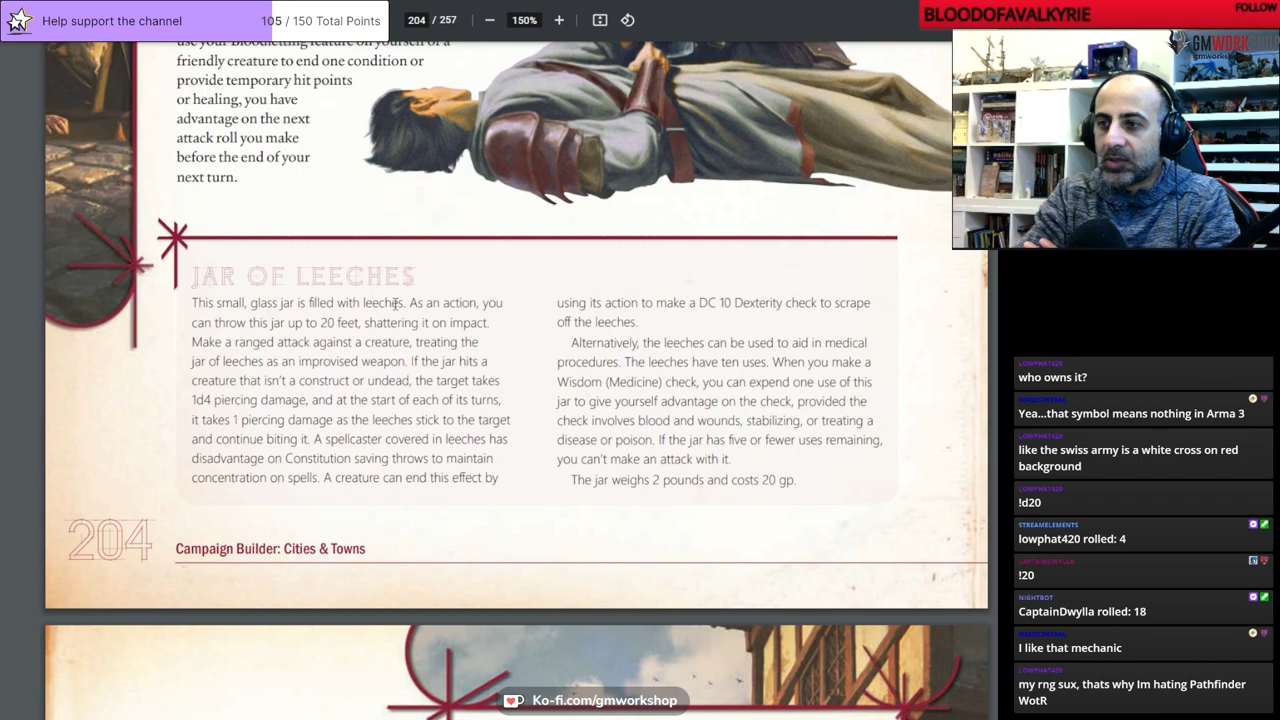 Help support the channel
105 / 150 Total Points
204 / 257
150%
BLOODOFAVALKYRIE
FOLLOW
use your Bloodletting feature on yourself or a
friendly creature to end one condition or
provide temporary hit points
or healing, you have
advantage on the next
attack roll you make
before the end of your
next turn.
JAR OF LEECHES
This small, glass jar is filled with leeches. As an action, you
can throw this jar up to 20 feet, shattering it on impact.
Make a ranged attack against a creature, treating the
jar of leeches as an improvised weapon. If the jar hits a
creature that isn't a construct or undead, the target takes
1d4 piercing damage, and at the start of each of its turns,
it takes 1 piercing damage as the leeches stick to the target
and continue biting it. A spellcaster covered in leeches has
disadvantage on Constitution saving throws to maintain
concentration on spells. A creature can end this effect by
using its action to make a DC 10 Dexterity check to scrape
off the leeches.
Alternatively, the leeches can be used to aid in medical
procedures. The leeches have ten uses. When you make a
Wisdom (Medicine) check, you can expend one use of this
jar to give yourself advantage on the check, provided the
check involves blood and wounds, stabilizing, or treating a
disease or poison. If the jar has five or fewer uses remaining,
you can't make an attack with it.
The jar weighs 2 pounds and costs 20 gp.
204
Campaign Builder: Cities & Towns
Ko-fi.com/gmworkshop
LOWPHAT420
who owns it?
Yea...that symbol means nothing in Arma 3
LOWPHAT420
like the swiss army is a white cross on red
background
LOWPHAT420
!d20
STREAMELEMENTS
lowphat420 rolled: 4
CAPTAINDWYLLA
!20
NIGHTBOT
CaptainDwylla rolled: 18
I like that mechanic
LOWPHAT420
my rng sux, thats why Im hating Pathfinder
WotR